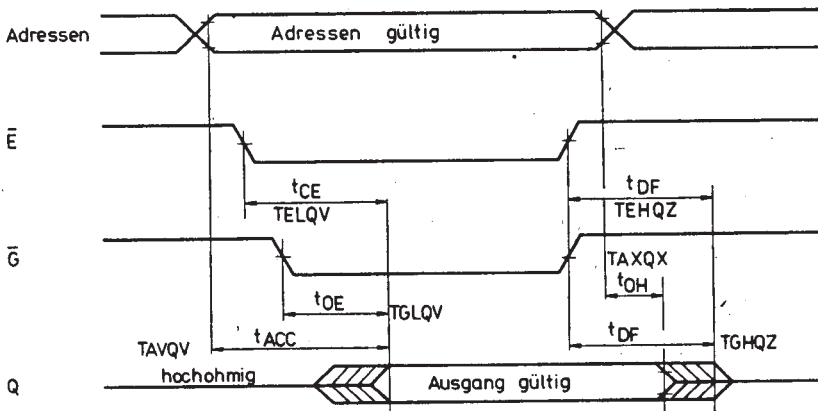 Adressen
Adressen gültig
E̅
tCE
TELQV
tDF
TEHQZ
G̅
TAXQX
tOH
tOE
TGLQV
TAVQV
tACC
tDF
TGHQZ
hochohmig
Q
Ausgang gültig